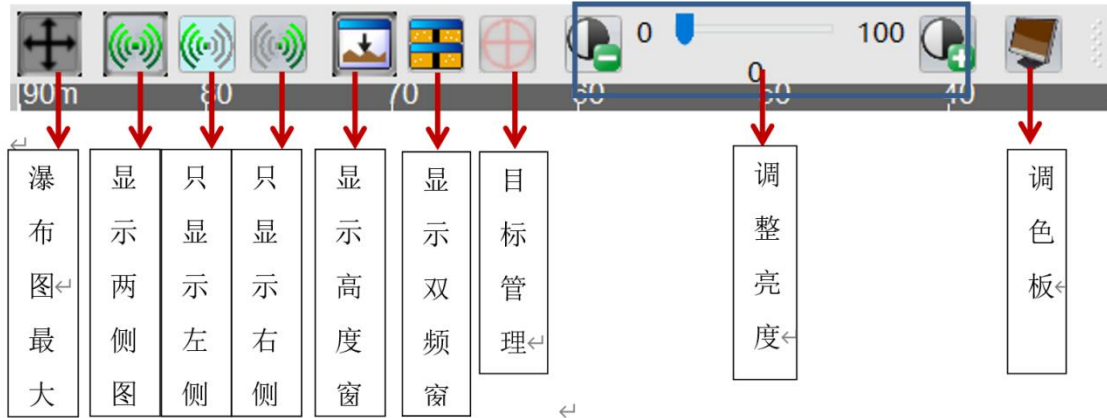 0 100
0
90m 80 70 60 50 40
瀑布图最大
显示两侧图
只显示左侧
只显示右侧
显示高度窗
显示双频窗
目标管理
调整亮度
调色板